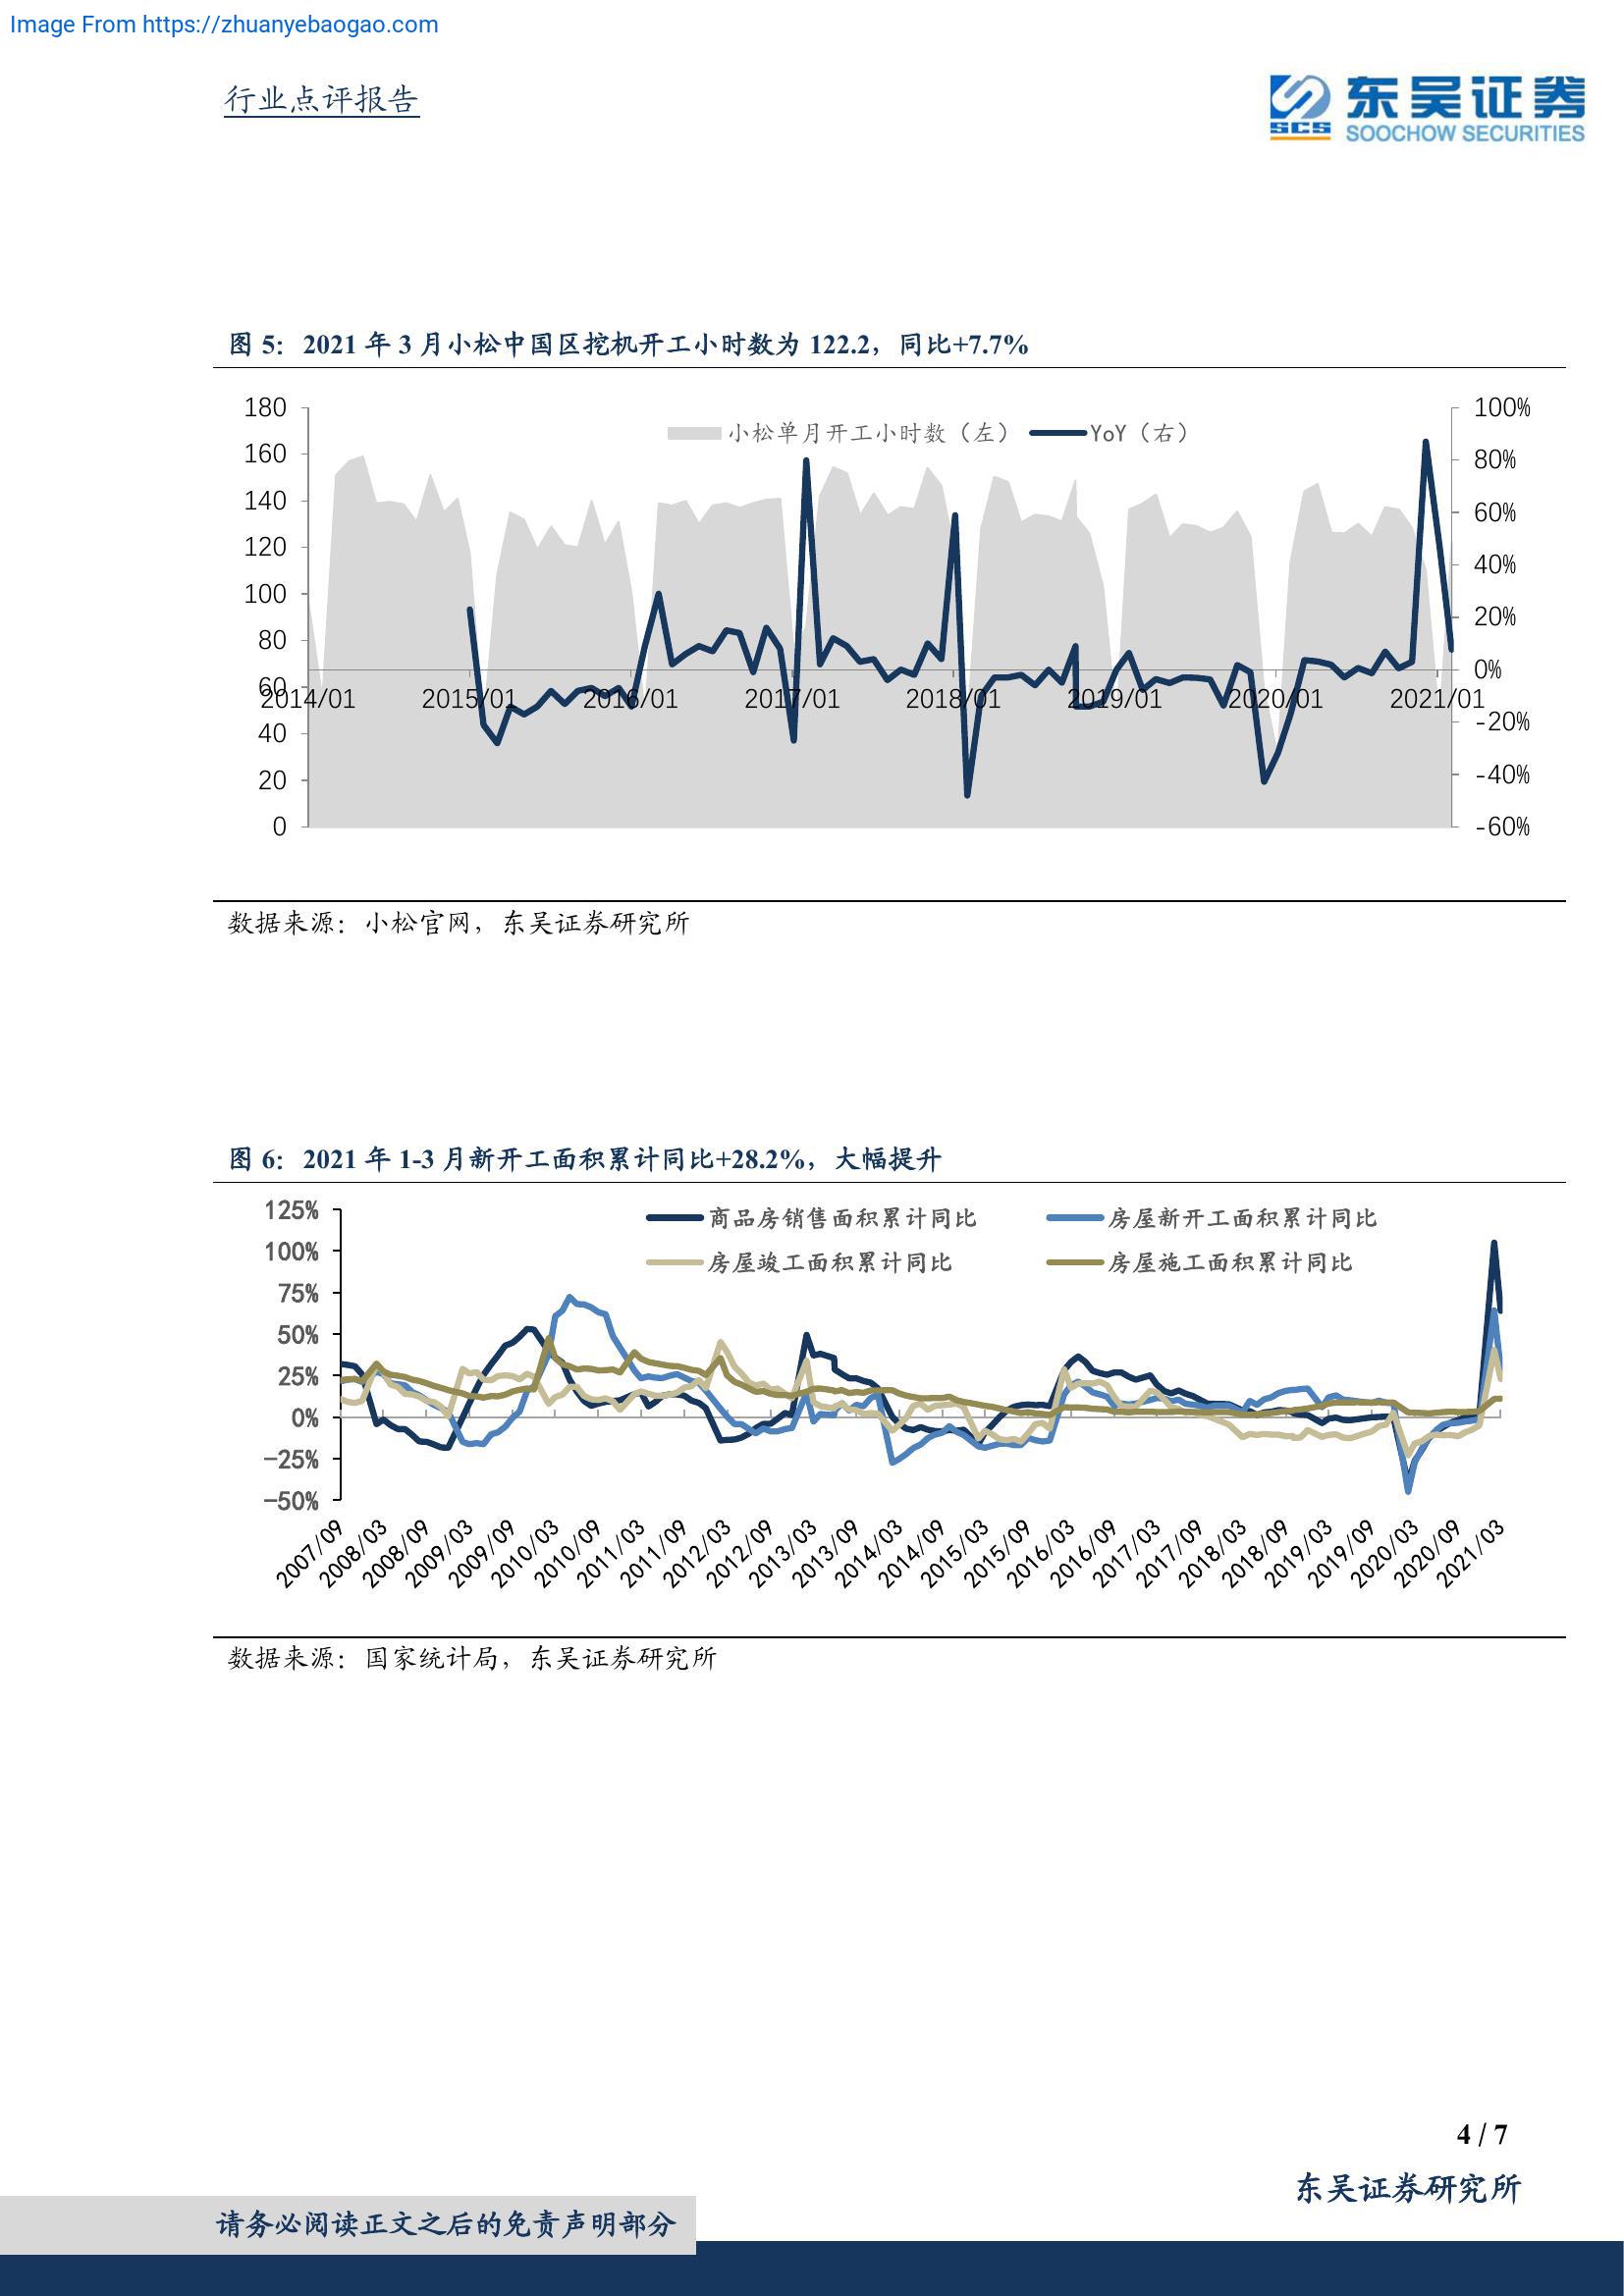 Image From https://zhuanyebaogao.com
行业点评报告
SCS 东吴证券
SOOCHOW SECURITIES
图 5：2021 年 3 月小松中国区挖机开工小时数为 122.2，同比+7.7%
小松单月开工小时数（左） YoY（右）
180
160
140
120
100
80
60
40
20
0
100%
80%
60%
40%
20%
0%
-20%
-40%
-60%
2014/01 2015/01 2016/01 2017/01 2018/01 2019/01 2020/01 2021/01
数据来源：小松官网，东吴证券研究所
图 6：2021 年 1-3 月新开工面积累计同比+28.2%，大幅提升
商品房销售面积累计同比 房屋新开工面积累计同比
房屋竣工面积累计同比 房屋施工面积累计同比
125%
100%
75%
50%
25%
0%
-25%
-50%
2007/09 2008/03 2008/09 2009/03 2009/09 2010/03 2010/09 2011/03 2011/09 2012/03 2012/09 2013/03 2013/09 2014/03 2014/09 2015/03 2015/09 2016/03 2016/09 2017/03 2017/09 2018/03 2018/09 2019/03 2019/09 2020/03 2020/09 2021/03
数据来源：国家统计局，东吴证券研究所
4 / 7
东吴证券研究所
请务必阅读正文之后的免责声明部分